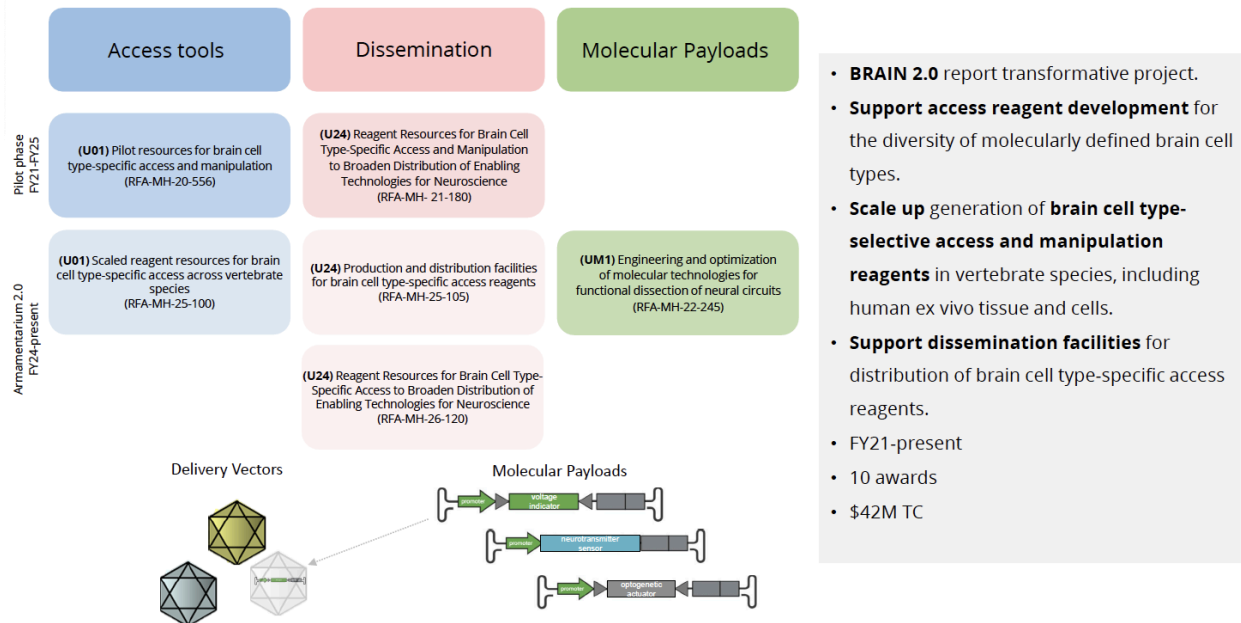 Access tools
Dissemination
Molecular Payloads
Pilot phase
FY21-FY25
(U01) Pilot resources for brain cell
type-specific access and manipulation
(RFA-MH-20-556)
(U24) Reagent Resources for Brain Cell
Type-Specific Access and Manipulation
to Broaden Distribution of Enabling
Technologies for Neuroscience
(RFA-MH- 21-180)
Armamentarium 2.0
FY24-present
(U01) Scaled reagent resources for brain
cell type-specific access across vertebrate
species
(RFA-MH-25-100)
(U24) Production and distribution facilities
for brain cell type-specific access reagents
(RFA-MH-25-105)
(UM1) Engineering and optimization
of molecular technologies for
functional dissection of neural circuits
(RFA-MH-22-245)
(U24) Reagent Resources for Brain Cell Type-
Specific Access to Broaden Distribution of
Enabling Technologies for Neuroscience
(RFA-MH-26-120)
Delivery Vectors
Molecular Payloads
promoter
voltage
indicator
promoter
neurotransmitter
sensor
promoter
optogenetic
actuator
• BRAIN 2.0 report transformative project.
• Support access reagent development for
the diversity of molecularly defined brain cell
types.
• Scale up generation of brain cell type-
selective access and manipulation
reagents in vertebrate species, including
human ex vivo tissue and cells.
• Support dissemination facilities for
distribution of brain cell type-specific access
reagents.
• FY21-present
• 10 awards
• $42M TC